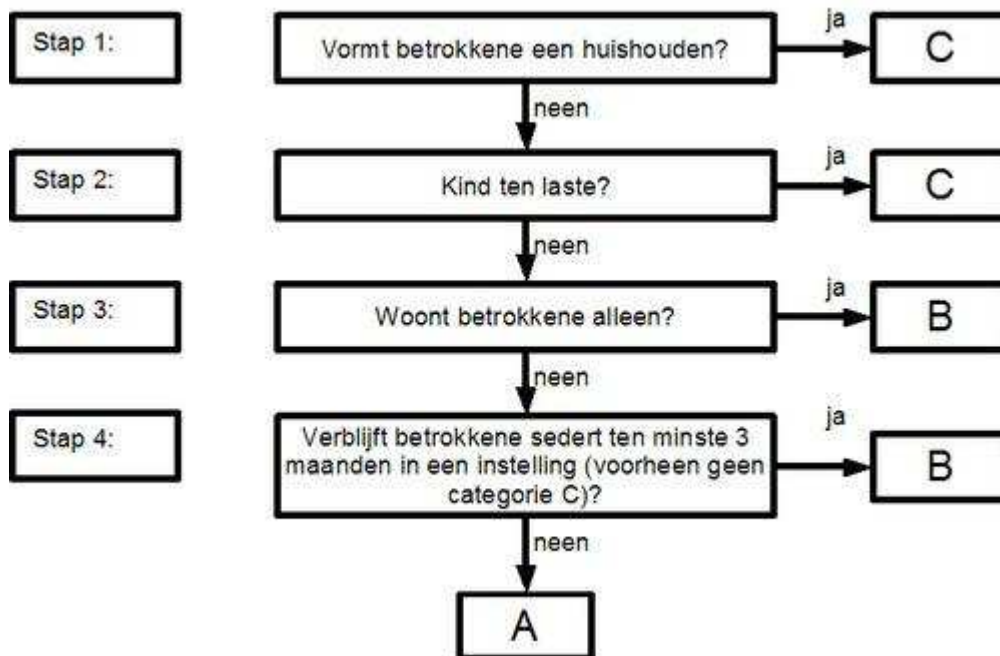 Stap 1:
Vormt betrokkene een huishouden?
ja
C
neen
Stap 2:
Kind ten laste?
ja
C
neen
Stap 3:
Woont betrokkene alleen?
ja
B
neen
Stap 4:
Verblijft betrokkene sedert ten minste 3
maanden in een instelling (voorheen geen
categorie C)?
ja
B
neen
A